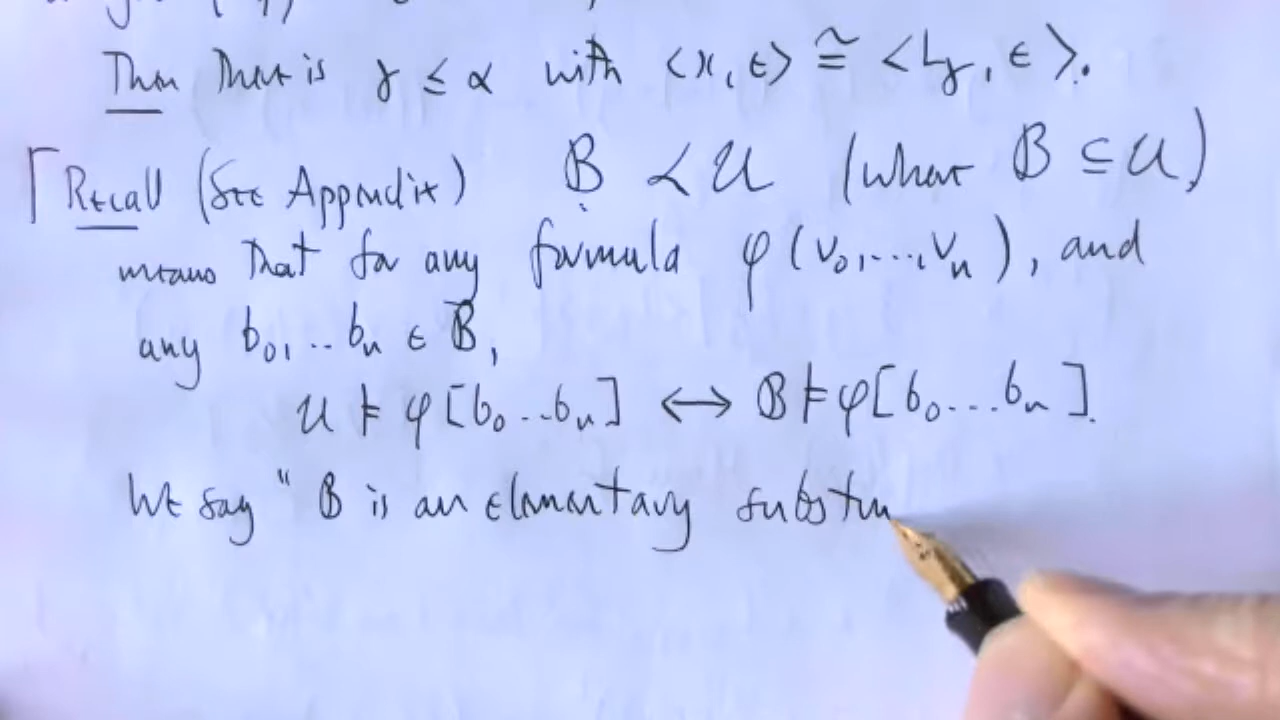 Then there is γ ≤ α with ⟨x, ∈⟩ ≅ ⟨L_γ, ∈⟩.
Recall (See Appendix) B ≺ U (where B ⊆ U)
means that for any formula φ(v₀,...,vₙ), and
any b₀,..bₙ ∈ B,
U ⊨ φ[b₀...bₙ] ↔ B ⊨ φ[b₀...bₙ].
We say "B is an elementary substru